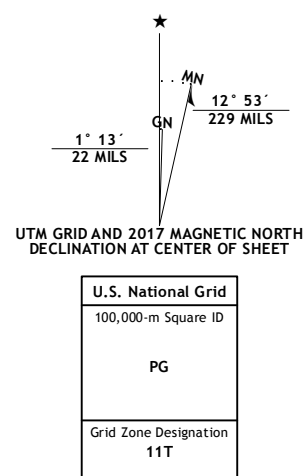 MN
GN
12° 53´
229 MILS
1° 13´
22 MILS
UTM GRID AND 2017 MAGNETIC NORTH
DECLINATION AT CENTER OF SHEET
U.S. National Grid
100,000-m Square ID
PG
Grid Zone Designation
11T